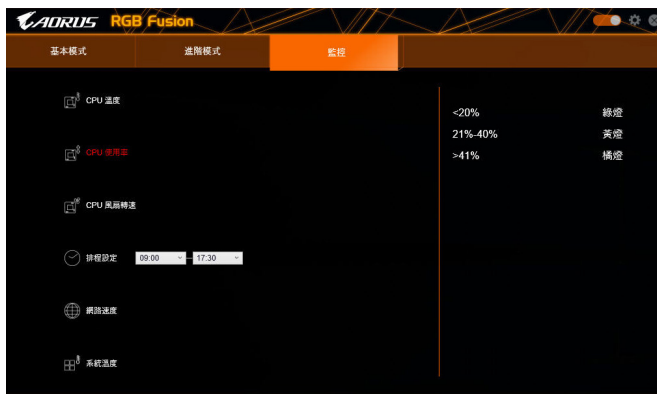 AORUS RGB Fusion
基本模式 進階模式 監控
CPU 溫度
CPU 使用率
CPU 風扇轉速
排程設定 09:00 17:30
網路速度
系統溫度
<20% 綠燈
21%-40% 黃燈
>41% 橘燈